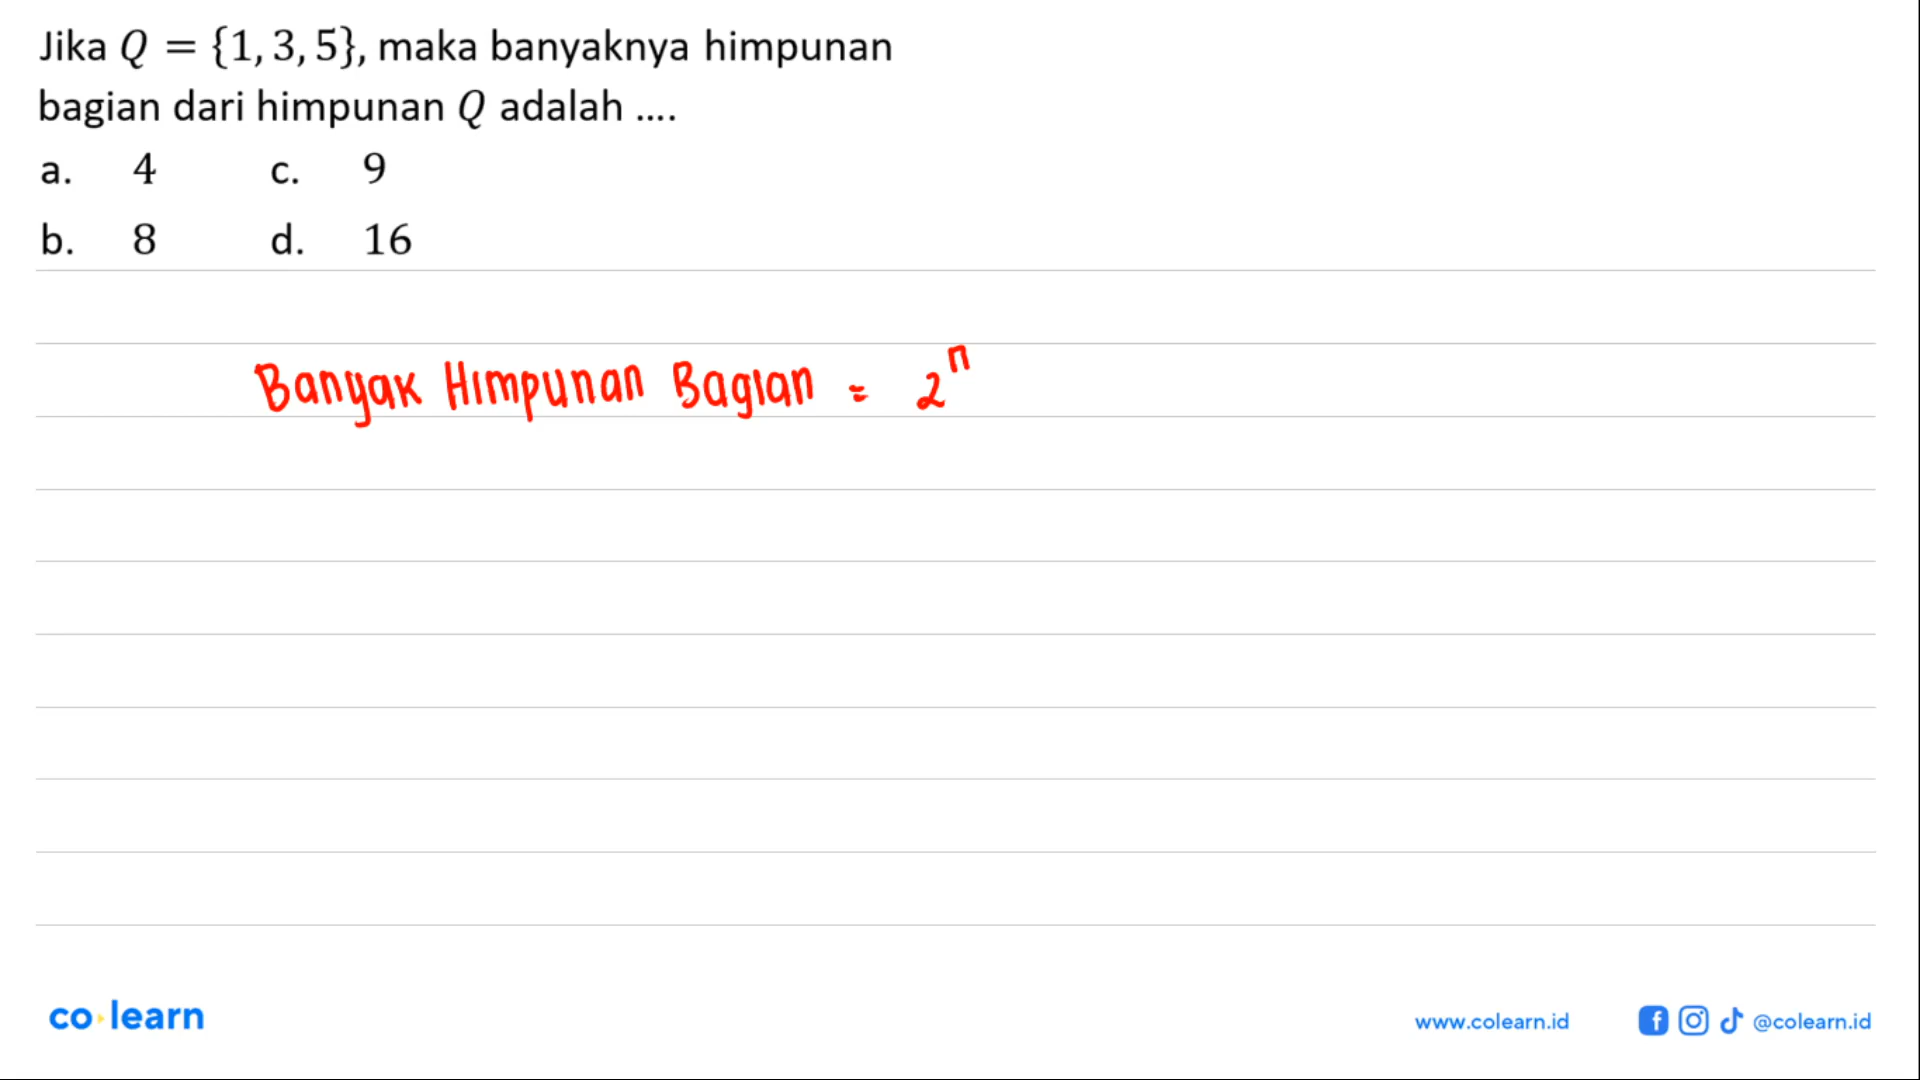 Jika Q = {1, 3, 5}, maka banyaknya himpunan
bagian dari himpunan Q adalah ....
a. 4 c. 9
b. 8 d. 16
Banyak Himpunan Bagian = 2^n
co learn
www.colearn.id @colearn.id